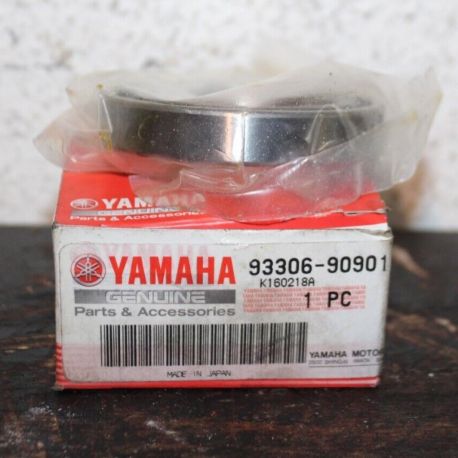 YAMAHA
GENUINE
Parts & Accessories
YAMAHA
GENUINE
Parts & Accessories
93306-90901
K160218A
1 PC
MADE IN JAPAN
YAMAHA MOTOR